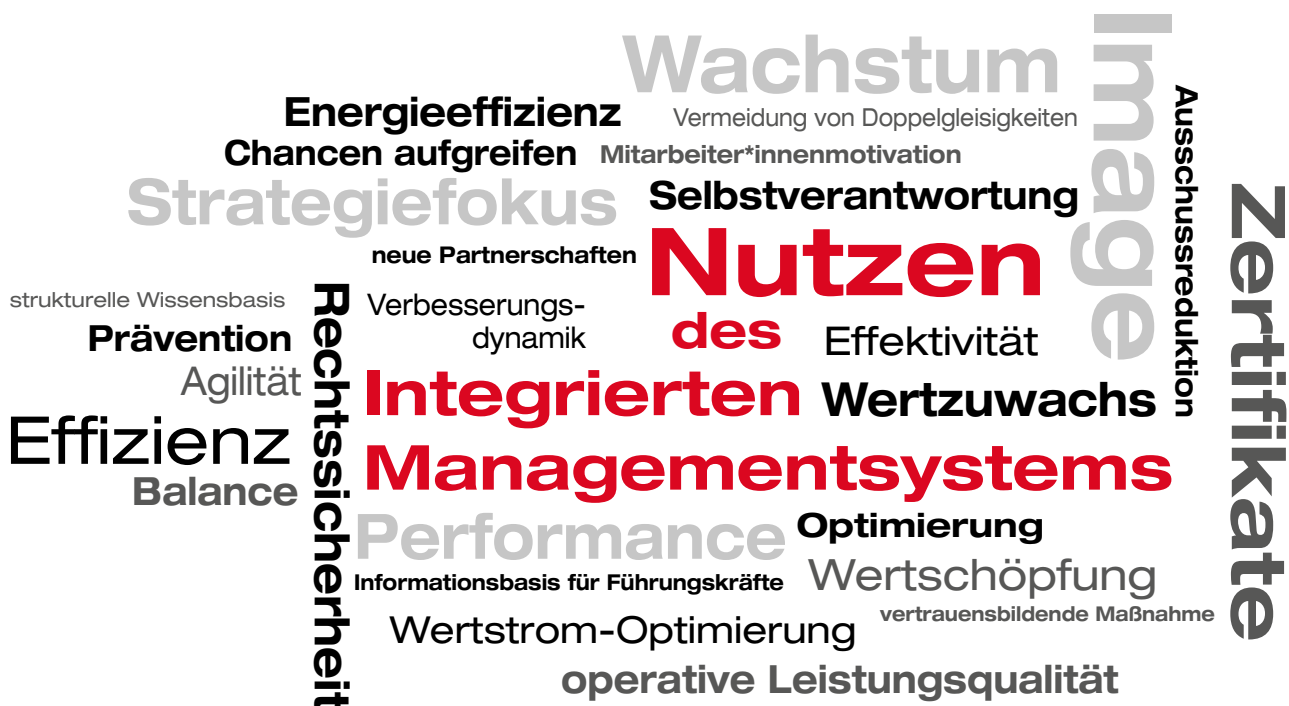 Wachstum
Image
Energieeffizienz
Vermeidung von Doppelgleisigkeiten
Ausschussreduktion
Chancen aufgreifen
Mitarbeiter*innenmotivation
Strategiefokus
Selbstverantwortung
Zertifikate
neue Partnerschaften
Nutzen
strukturelle Wissensbasis
Rechtssicherheit
Verbesserungs-
dynamik
des
Effektivität
Prävention
Agilität
Integrierten
Wertzuwachs
Effizienz
Managementsystems
Balance
Performance
Optimierung
Informationsbasis für Führungskräfte
Wertschöpfung
vertrauensbildende Maßnahme
Wertstrom-Optimierung
operative Leistungsqualität